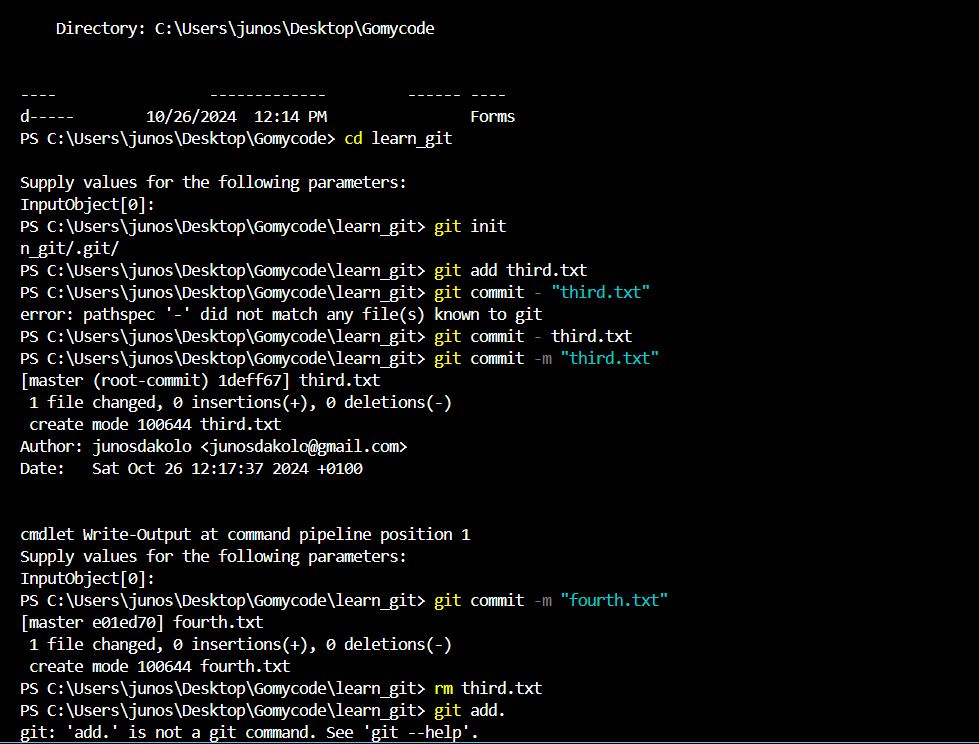 Directory: C:\Users\junos\Desktop\Gomycode
---- ------------- ------ ----
d----- 10/26/2024 12:14 PM Forms
PS C:\Users\junos\Desktop\Gomycode> cd learn_git
Supply values for the following parameters:
InputObject[0]:
PS C:\Users\junos\Desktop\Gomycode\learn_git> git init
n_git/.git/
PS C:\Users\junos\Desktop\Gomycode\learn_git> git add third.txt
PS C:\Users\junos\Desktop\Gomycode\learn_git> git commit - "third.txt"
error: pathspec '-' did not match any file(s) known to git
PS C:\Users\junos\Desktop\Gomycode\learn_git> git commit - third.txt
PS C:\Users\junos\Desktop\Gomycode\learn_git> git commit -m "third.txt"
[master (root-commit) 1deff67] third.txt
1 file changed, 0 insertions(+), 0 deletions(-)
create mode 100644 third.txt
Author: junosdakolo <junosdakolo@gmail.com>
Date:   Sat Oct 26 12:17:37 2024 +0100
cmdlet Write-Output at command pipeline position 1
Supply values for the following parameters:
InputObject[0]:
PS C:\Users\junos\Desktop\Gomycode\learn_git> git commit -m "fourth.txt"
[master e01ed70] fourth.txt
1 file changed, 0 insertions(+), 0 deletions(-)
create mode 100644 fourth.txt
PS C:\Users\junos\Desktop\Gomycode\learn_git> rm third.txt
PS C:\Users\junos\Desktop\Gomycode\learn_git> git add.
git: 'add.' is not a git command. See 'git --help'.